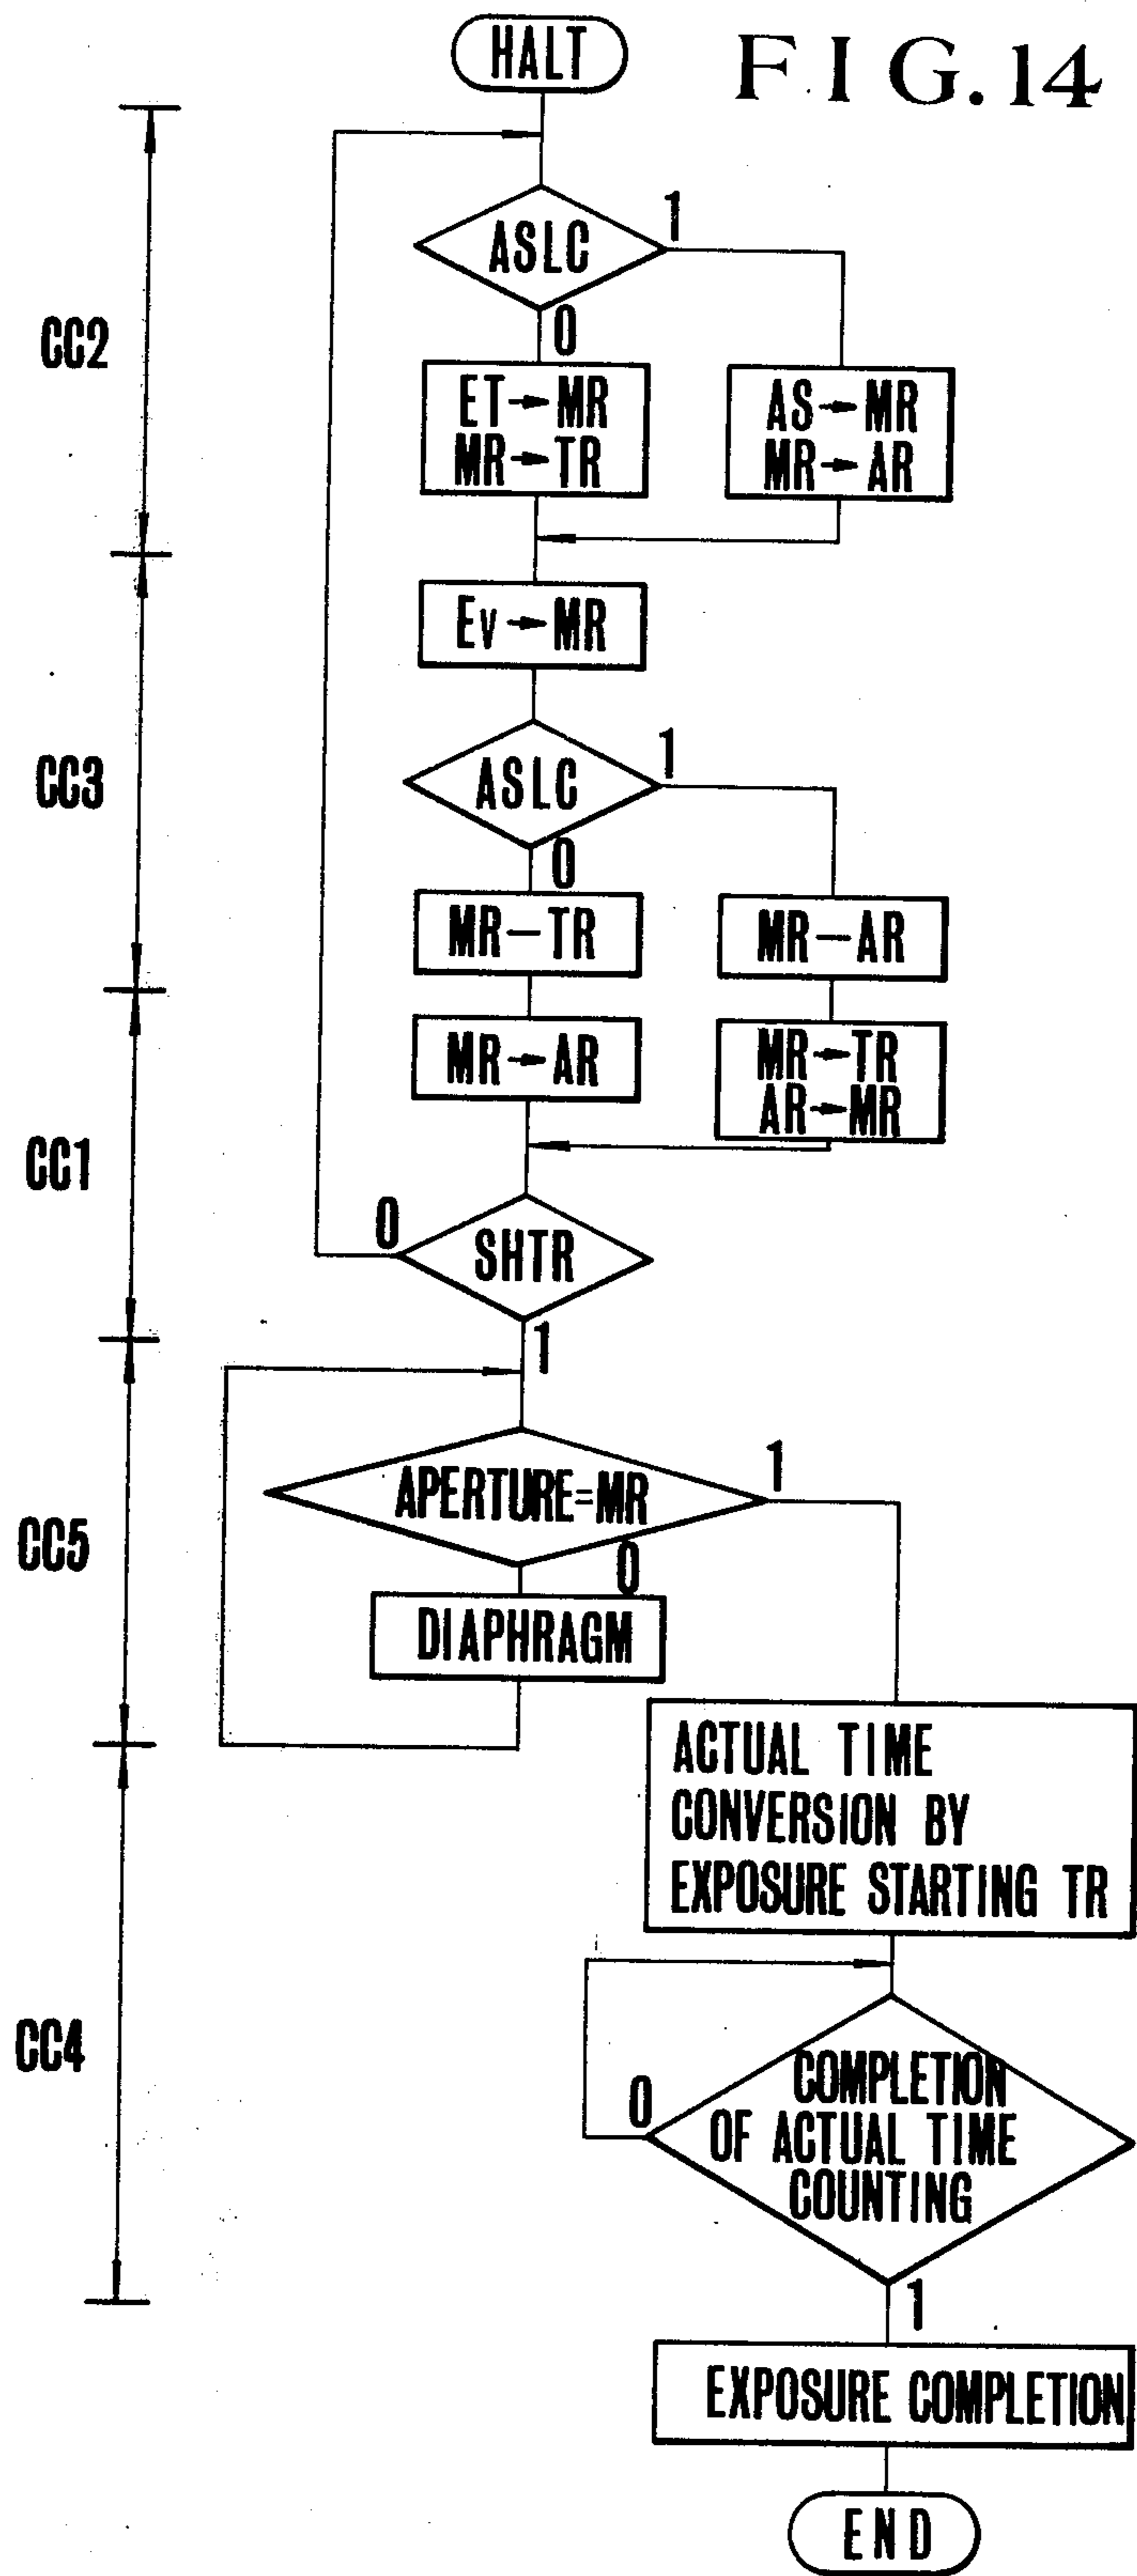 HALT
FIG.14
ASLC
1
0
CC2
ET→MR
MR→TR
AS→MR
MR→AR
Ev→MR
CC3
ASLC
1
0
MR-TR
MR-AR
MR→AR
MR→TR
AR→MR
CC1
0
SHTR
1
APERTURE=MR
1
0
CC5
DIAPHRAGM
ACTUAL TIME
CONVERSION BY
EXPOSURE STARTING TR
CC4
0
COMPLETION
OF ACTUAL TIME
COUNTING
1
EXPOSURE COMPLETION
END